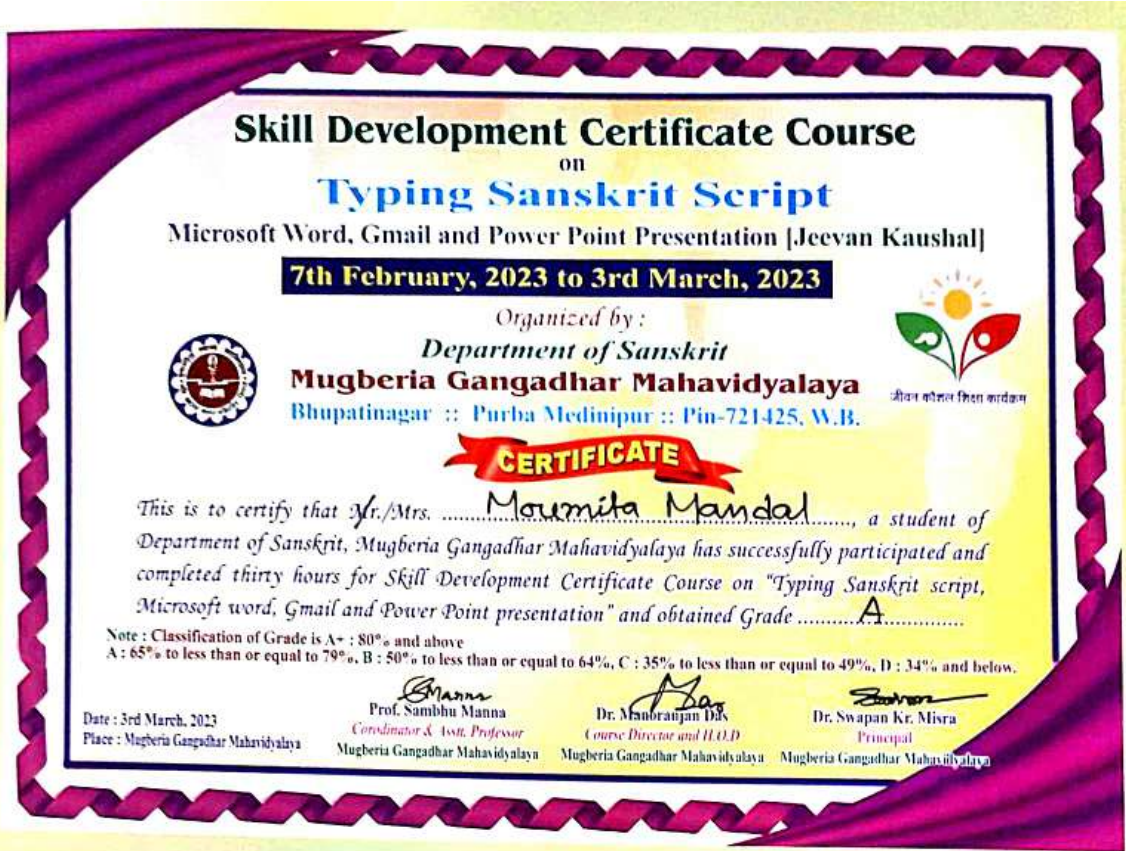 Skill Development Certificate Course
on
Typing Sanskrit Script
Microsoft Word, Gmail and Power Point Presentation [Jeevan Kaushal]
7th February, 2023 to 3rd March, 2023
Organized by :
Department of Sanskrit
Mugberia Gangadhar Mahavidyalaya
Bhupatinagar :: Purba Medinipur :: Pin-721425, W.B.
जीवन कौशल शिक्षा कार्यक्रम
CERTIFICATE
This is to certify that Mr./Mrs. Moumita Mandal, a student of
Department of Sanskrit, Mugberia Gangadhar Mahavidyalaya has successfully participated and
completed thirty hours for Skill Development Certificate Course on "Typing Sanskrit script,
Microsoft word, Gmail and Power Point presentation" and obtained Grade ........... A ...............
Note : Classification of Grade is A+ : 80% and above
A : 65% to less than or equal to 79%, B : 50% to less than or equal to 64%, C : 35% to less than or equal to 49%, D : 34% and below.
Date : 3rd March, 2023
Place : Mugberia Gangadhar Mahavidyalaya
SManna
Prof. Sambhu Manna
Corodinator & Asstt. Professor
Mugberia Gangadhar Mahavidyalaya
Dr. Manoranjan Das
Course Director and H.O.D
Mugberia Gangadhar Mahavidyalaya
Dr. Swapan Kr. Misra
Principal
Mugberia Gangadhar Mahavidyalaya